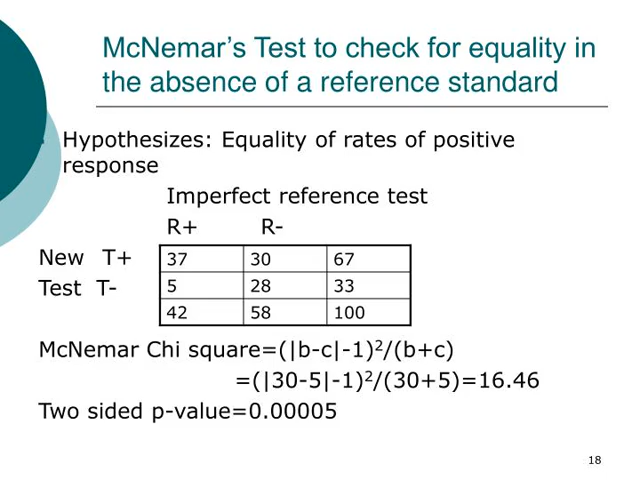 McNemar’s Test to check for equality in
the absence of a reference standard
Hypothesizes: Equality of rates of positive
response
Imperfect reference test
R+ R-
New T+ 37 30 67
Test T- 5 28 33
42 58 100
McNemar Chi square=(|b-c|-1)²/(b+c)
=(|30-5|-1)²/(30+5)=16.46
Two sided p-value=0.00005
18